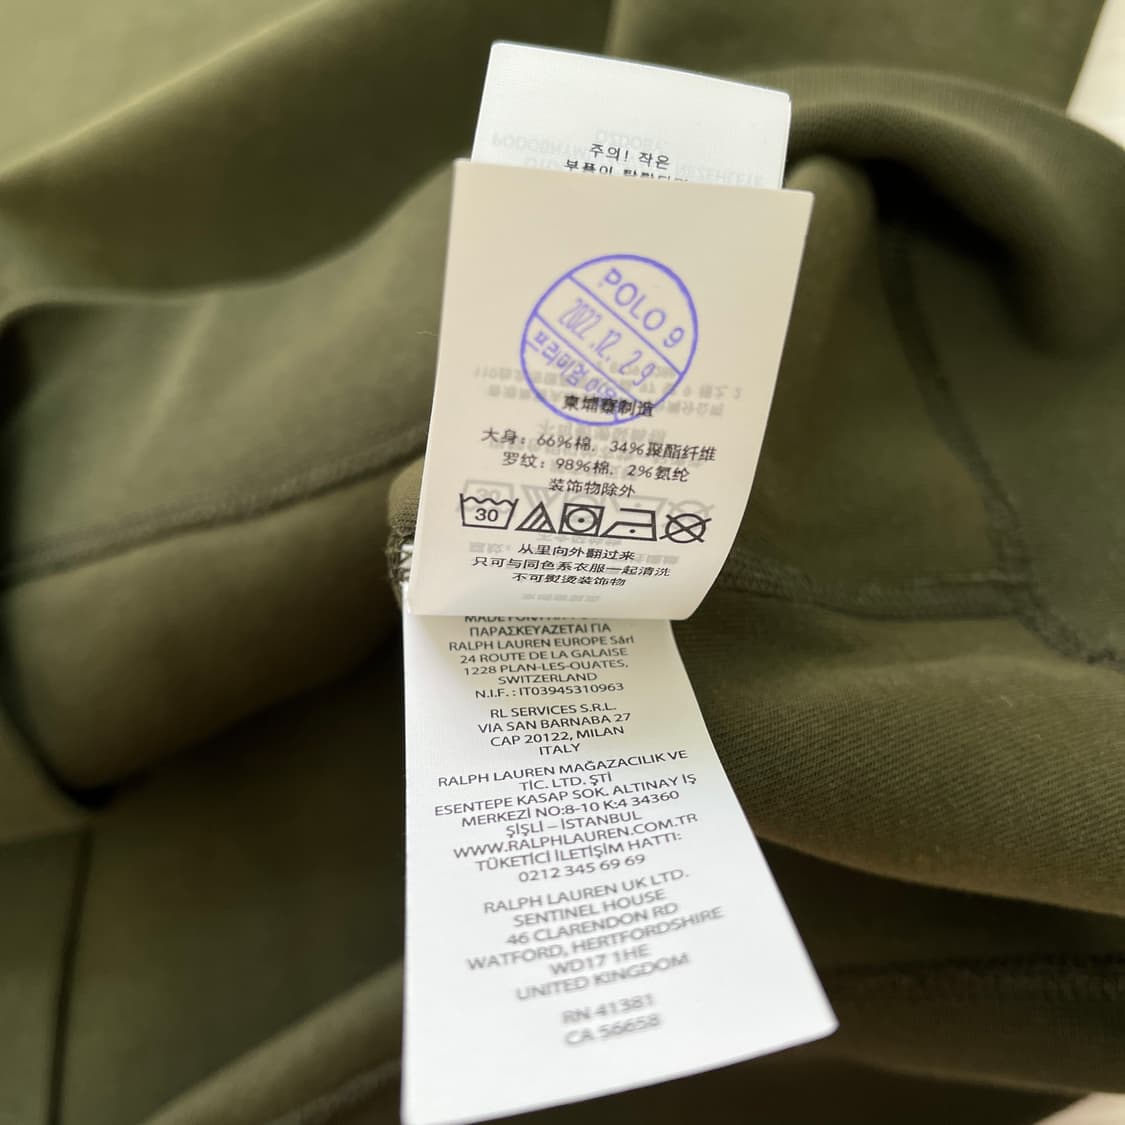 주의! 작은
POLO 9
2022. 12. 29
柬埔寨制造
大身: 66%棉, 34%聚酯纤维
罗纹: 98%棉, 2%氨纶
装饰物除外
30
从里向外翻过来
只可与同色系衣服一起清洗
不可熨烫装饰物
ΠΑΡΑΣΚΕΥΑΖΕΤΑΙ ΓΙΑ
RALPH LAUREN EUROPE Sárl
24 ROUTE DE LA GALAISE
1228 PLAN-LES-OUATES,
SWITZERLAND
N.I.F. : IT03945310963
RL SERVICES S.R.L.
VIA SAN BARNABA 27
CAP 20122, MILAN
ITALY
RALPH LAUREN MAĞAZACILIK VE
TİC. LTD. ŞTİ
ESENTEPE KASAP SOK. ALTINAY İŞ
MERKEZİ NO:8-10 K:4 34360
ŞİŞLİ – İSTANBUL
WWW.RALPHLAUREN.COM.TR
TÜKETİCİ İLETİŞİM HATTI:
0212 345 69 69
RALPH LAUREN UK LTD.
SENTINEL HOUSE
46 CLARENDON RD
WATFORD, HERTFORDSHIRE
WD17 1HE
UNITED KINGDOM
RN 41381
CA 56658